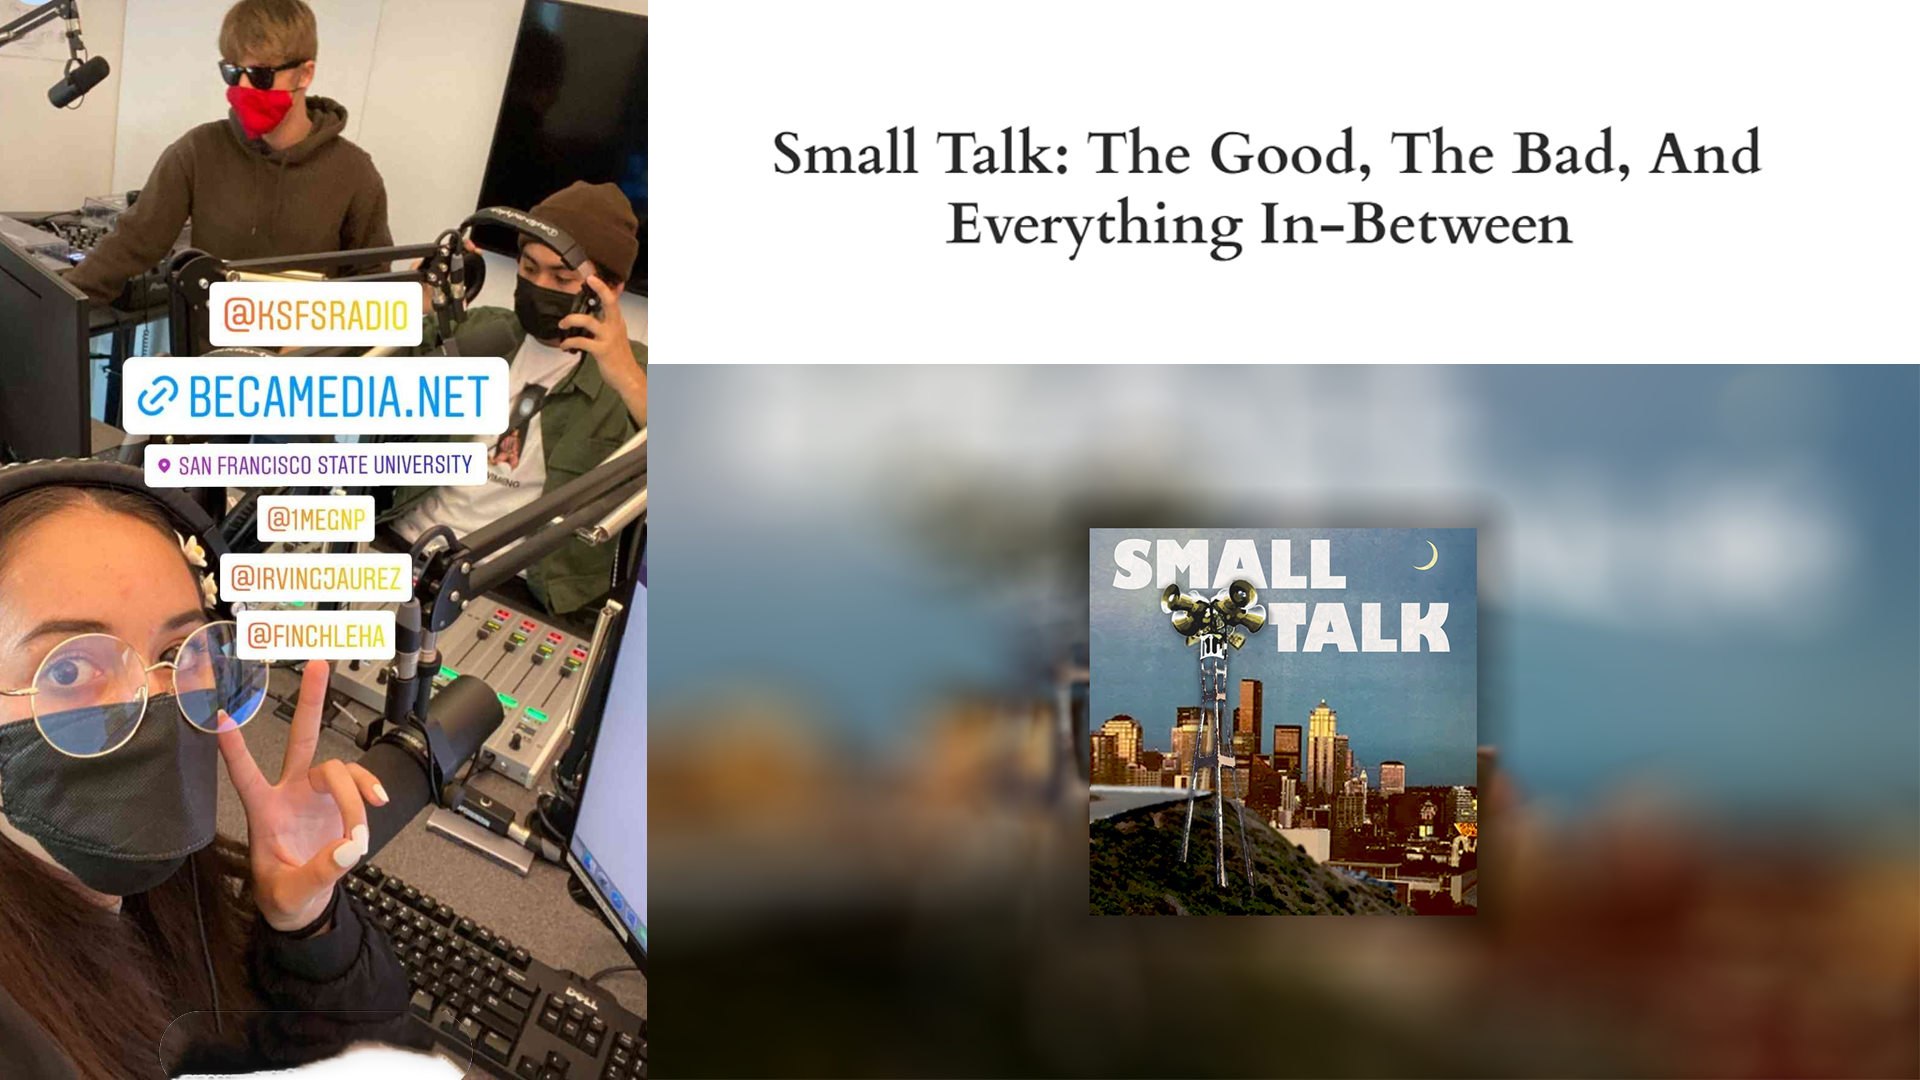 @KSFSRADIO
BECAMEDIA.NET
SAN FRANCISCO STATE UNIVERSITY
@1MEGNP
@IRVINGJAUREZ
@FINCHLEHA
DELL
Small Talk: The Good, The Bad, And
Everything In-Between
SMALL
TALK